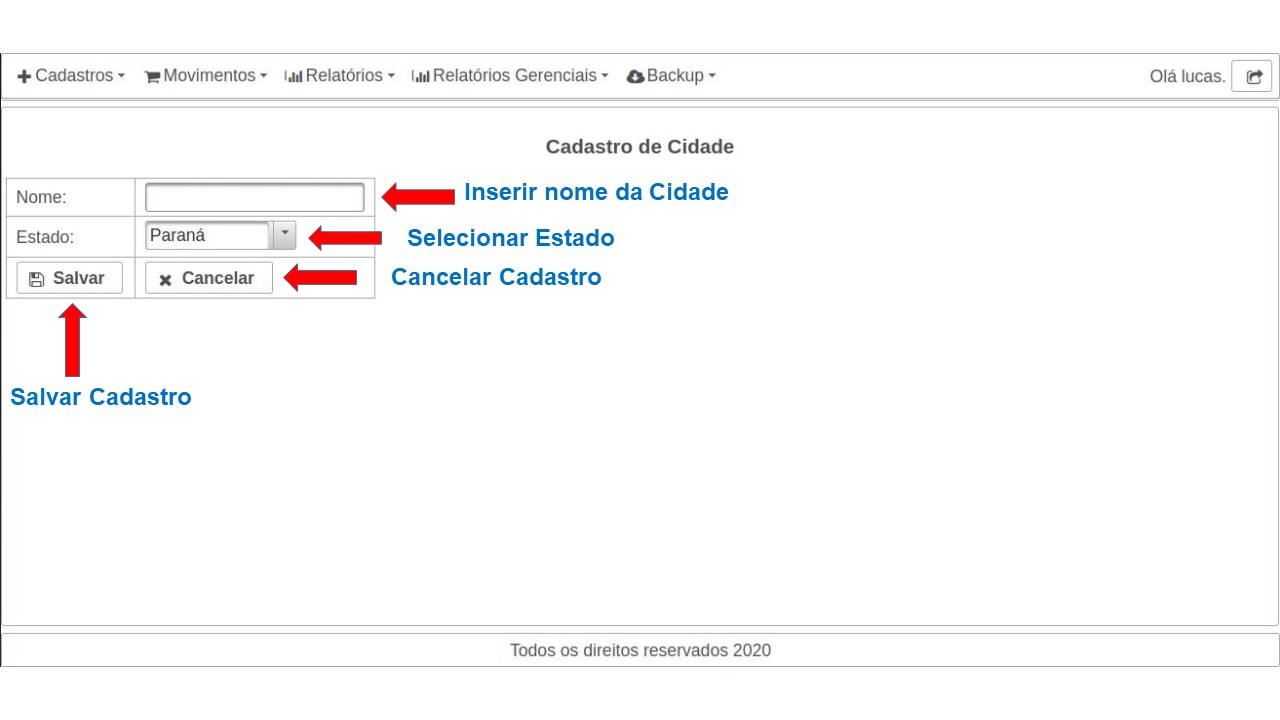 Cadastros Movimentos Relatórios Relatórios Gerenciais Backup Olá lucas.
Cadastro de Cidade
Nome: Inserir nome da Cidade
Estado: Paraná Selecionar Estado
Salvar Cancelar Cancelar Cadastro
Salvar Cadastro
Todos os direitos reservados 2020